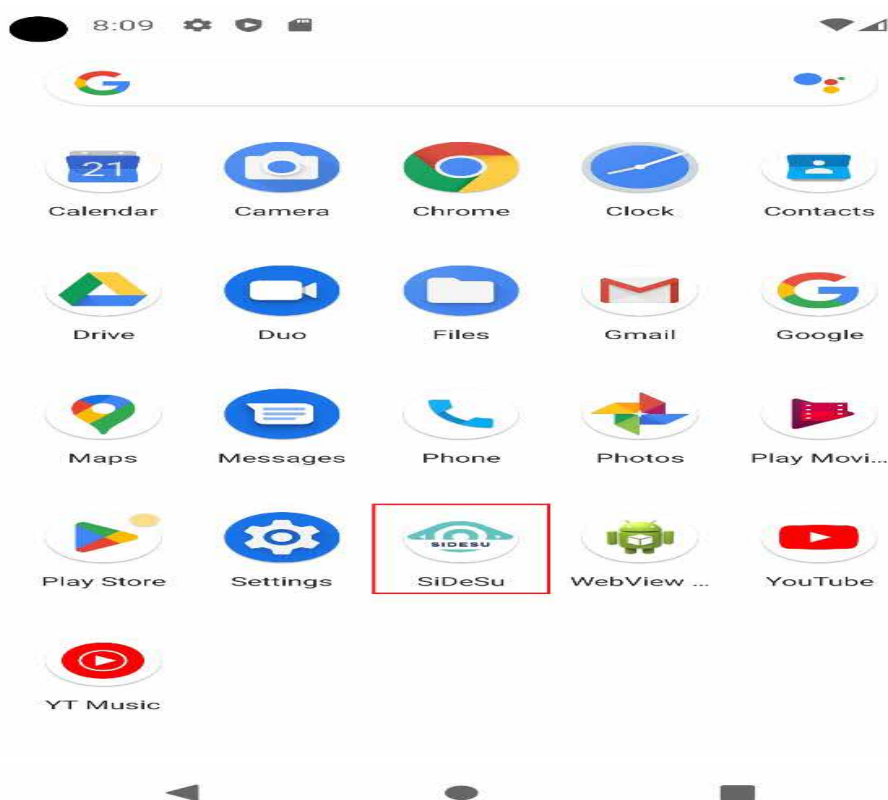 8:09
21
Calendar Camera Chrome Clock Contacts
Drive Duo Files Gmail Google
Maps Messages Phone Photos Play Movi...
SIDESU
Play Store Settings SiDeSu WebView ... YouTube
YT Music